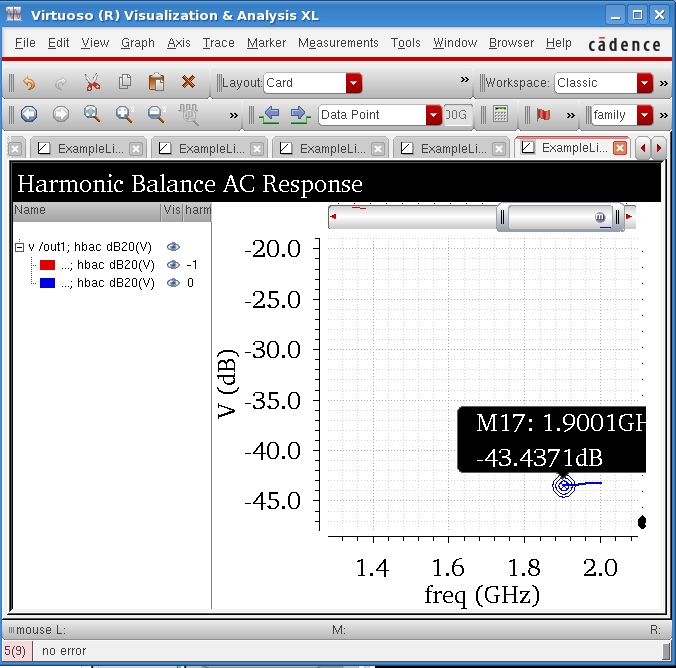 Virtuoso (R) Visualization & Analysis XL
File Edit View Graph Axis Trace Marker Measurements Tools Window Browser Help cādence
Layout: Card » Workspace: Classic »
» Data Point 00G » family »
ExampleLi... ExampleLi... ExampleLi... ExampleLi... ExampleLi...
Harmonic Balance AC Response
Name Vis harm
v /out1; hbac dB20(V)
...; hbac dB20(V) -1
...; hbac dB20(V) 0
m
-20.0
-25.0
-30.0
-35.0
-40.0
-45.0
V (dB)
M17: 1.9001GH
-43.4371dB
1.4 1.6 1.8 2.0
freq (GHz)
mouse L: M: R:
5(9) no error